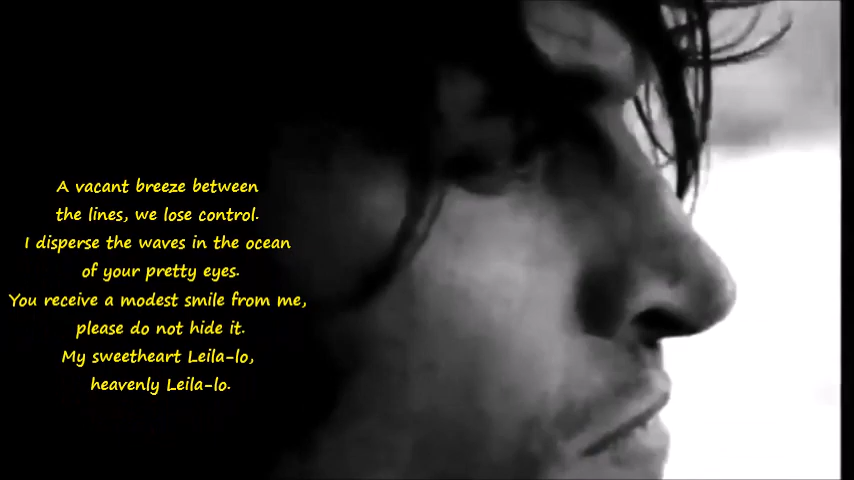 A vacant breeze between
the lines, we lose control.
I disperse the waves in the ocean
of your pretty eyes.
You receive a modest smile from me,
please do not hide it.
My sweetheart Leila-lo,
heavenly Leila-lo.